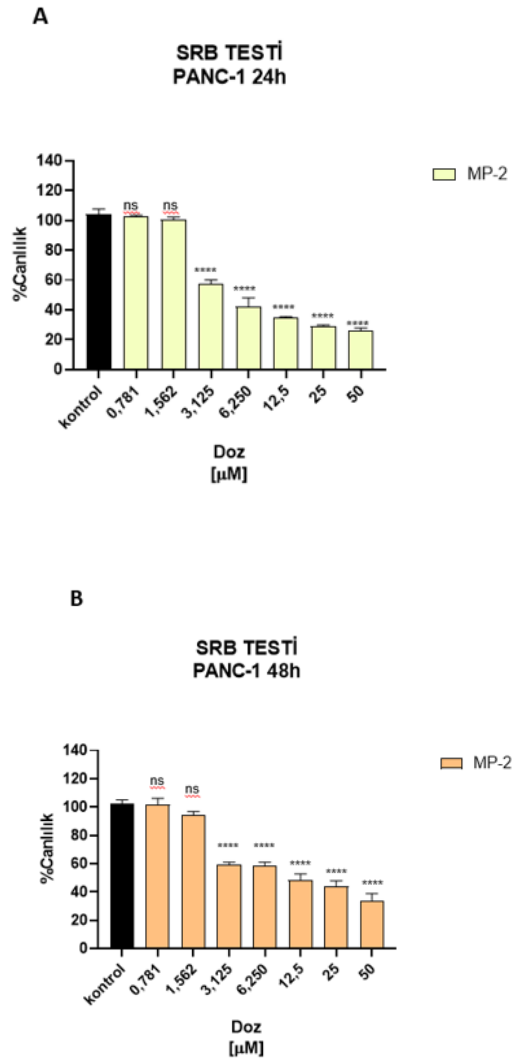 A
SRB TESTİ
PANC-1 24h
MP-2
%Canlılık
140
120
100
80
60
40
20
0
ns
ns
****
****
****
****
****
kontrol
0,781
1,562
3,125
6,250
12,5
25
50
Doz
[µM]
B
SRB TESTİ
PANC-1 48h
MP-2
%Canlılık
140
120
100
80
60
40
20
0
ns
ns
****
****
****
****
****
kontrol
0,781
1,562
3,125
6,250
12,5
25
50
Doz
[µM]